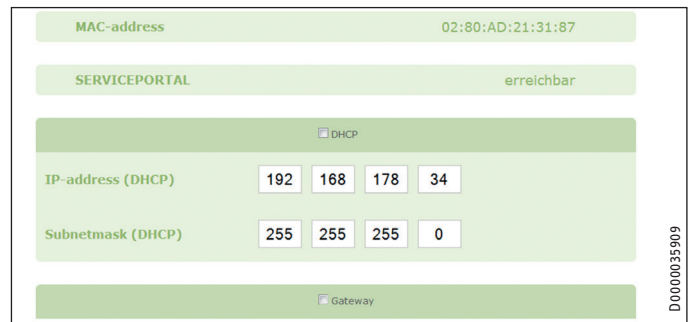 MAC-address 02:80:AD:21:31:87
SERVICEPORTAL erreichbar
DHCP
IP-address (DHCP) 192 168 178 34
Subnetmask (DHCP) 255 255 255 0
Gateway
D0000035909